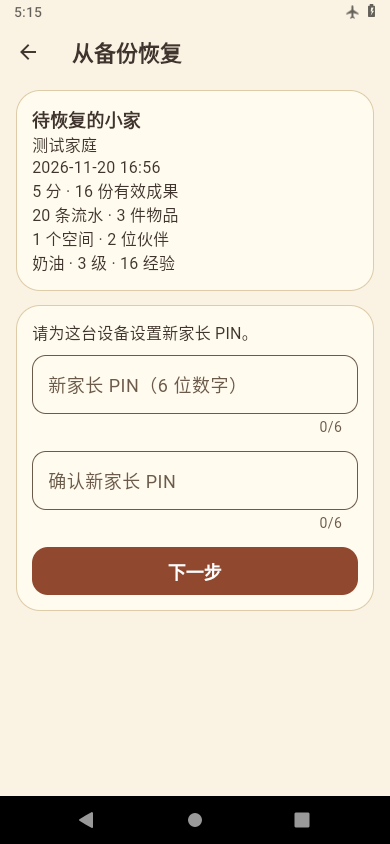 5:15
从备份恢复
待恢复的小家
测试家庭
2026-11-20 16:56
5 分 · 16 份有效成果
20 条流水 · 3 件物品
1 个空间 · 2 位伙伴
奶油 · 3 级 · 16 经验
请为这台设备设置新家长 PIN。
新家长 PIN（6 位数字）
0/6
确认新家长 PIN
0/6
下一步